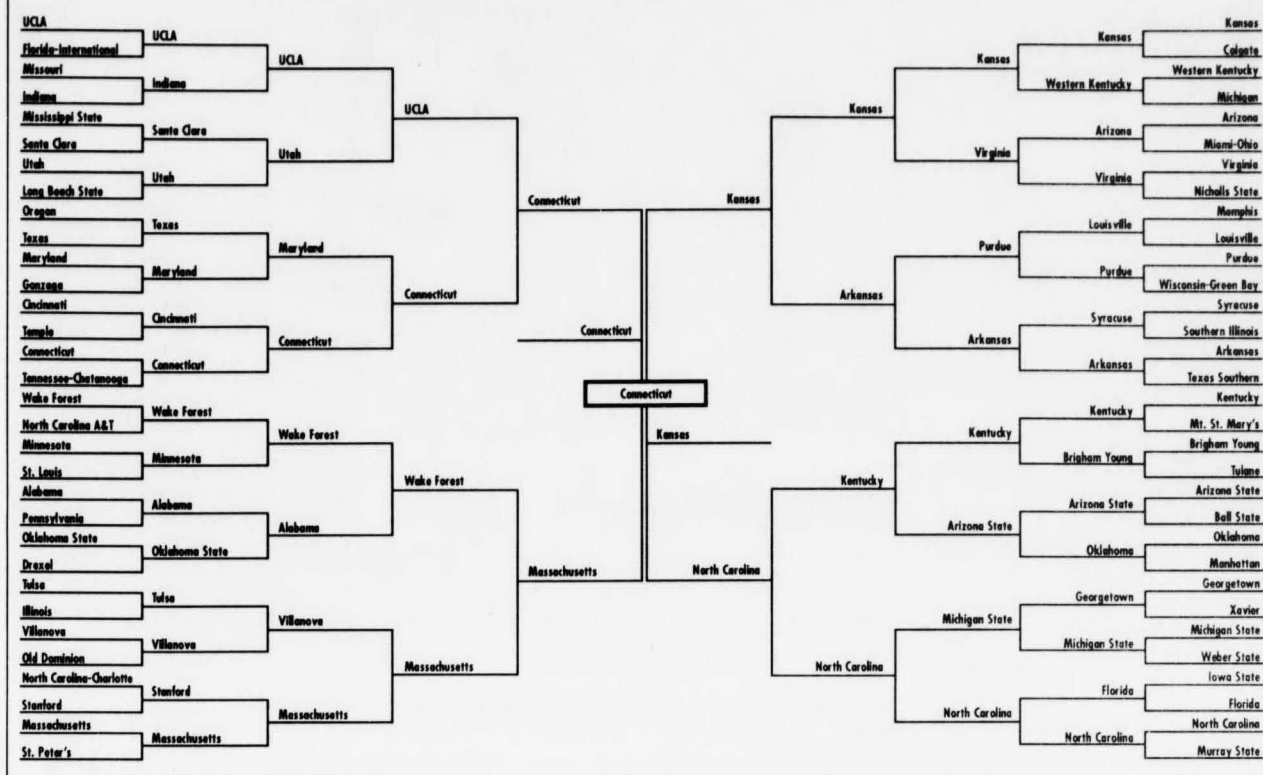 UCLA
Florida-International
Missouri
Indiana
Mississippi State
Santa Clara
Utah
Long Beach State
Oregon
Texas
Maryland
Gonzaga
Cincinnati
Temple
Connecticut
Tennessee-Chatanooga
Wake Forest
North Carolina A&T
Minnesota
St. Louis
Alabama
Pennsylvania
Oklahoma State
Drexel
Tulsa
Illinois
Villanova
Old Dominion
North Carolina-Charlotte
Stanford
Massachusetts
St. Peter's
UCLA
Indiana
Santa Clara
Utah
Texas
Maryland
Cincinnati
Connecticut
Wake Forest
Minnesota
Alabama
Oklahoma State
Tulsa
Villanova
Stanford
Massachusetts
UCLA
Utah
Maryland
Connecticut
Wake Forest
Alabama
Villanova
Massachusetts
UCLA
Connecticut
Wake Forest
Massachusetts
Connecticut
Massachusetts
Connecticut
Connecticut
Kansas
Kansas
North Carolina
Kansas
Arkansas
Kentucky
North Carolina
Kansas
Virginia
Purdue
Arkansas
Kentucky
Arizona State
Michigan State
North Carolina
Kansas
Western Kentucky
Arizona
Virginia
Louisville
Purdue
Syracuse
Arkansas
Kentucky
Brigham Young
Arizona State
Oklahoma
Georgetown
Michigan State
Florida
North Carolina
Kansas
Colgate
Western Kentucky
Michigan
Arizona
Miami-Ohio
Virginia
Nicholls State
Memphis
Louisville
Purdue
Wisconsin-Green Bay
Syracuse
Southern Illinois
Arkansas
Texas Southern
Kentucky
Mt. St. Mary's
Brigham Young
Tulane
Arizona State
Ball State
Oklahoma
Manhattan
Georgetown
Xavier
Michigan State
Weber State
Iowa State
Florida
North Carolina
Murray State